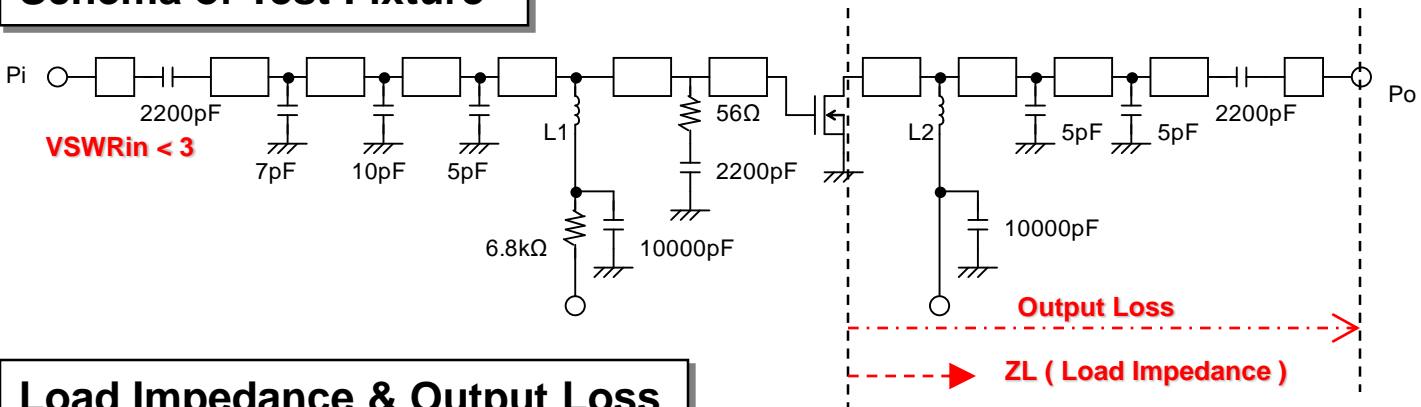 Schema of Test Fixture
Pi
2200pF
VSWRin < 3
7pF
10pF
5pF
L1
6.8kΩ
10000pF
56Ω
2200pF
L2
10000pF
5pF
5pF
2200pF
Po
Output Loss
ZL ( Load Impedance )
Load Impedance & Output Loss